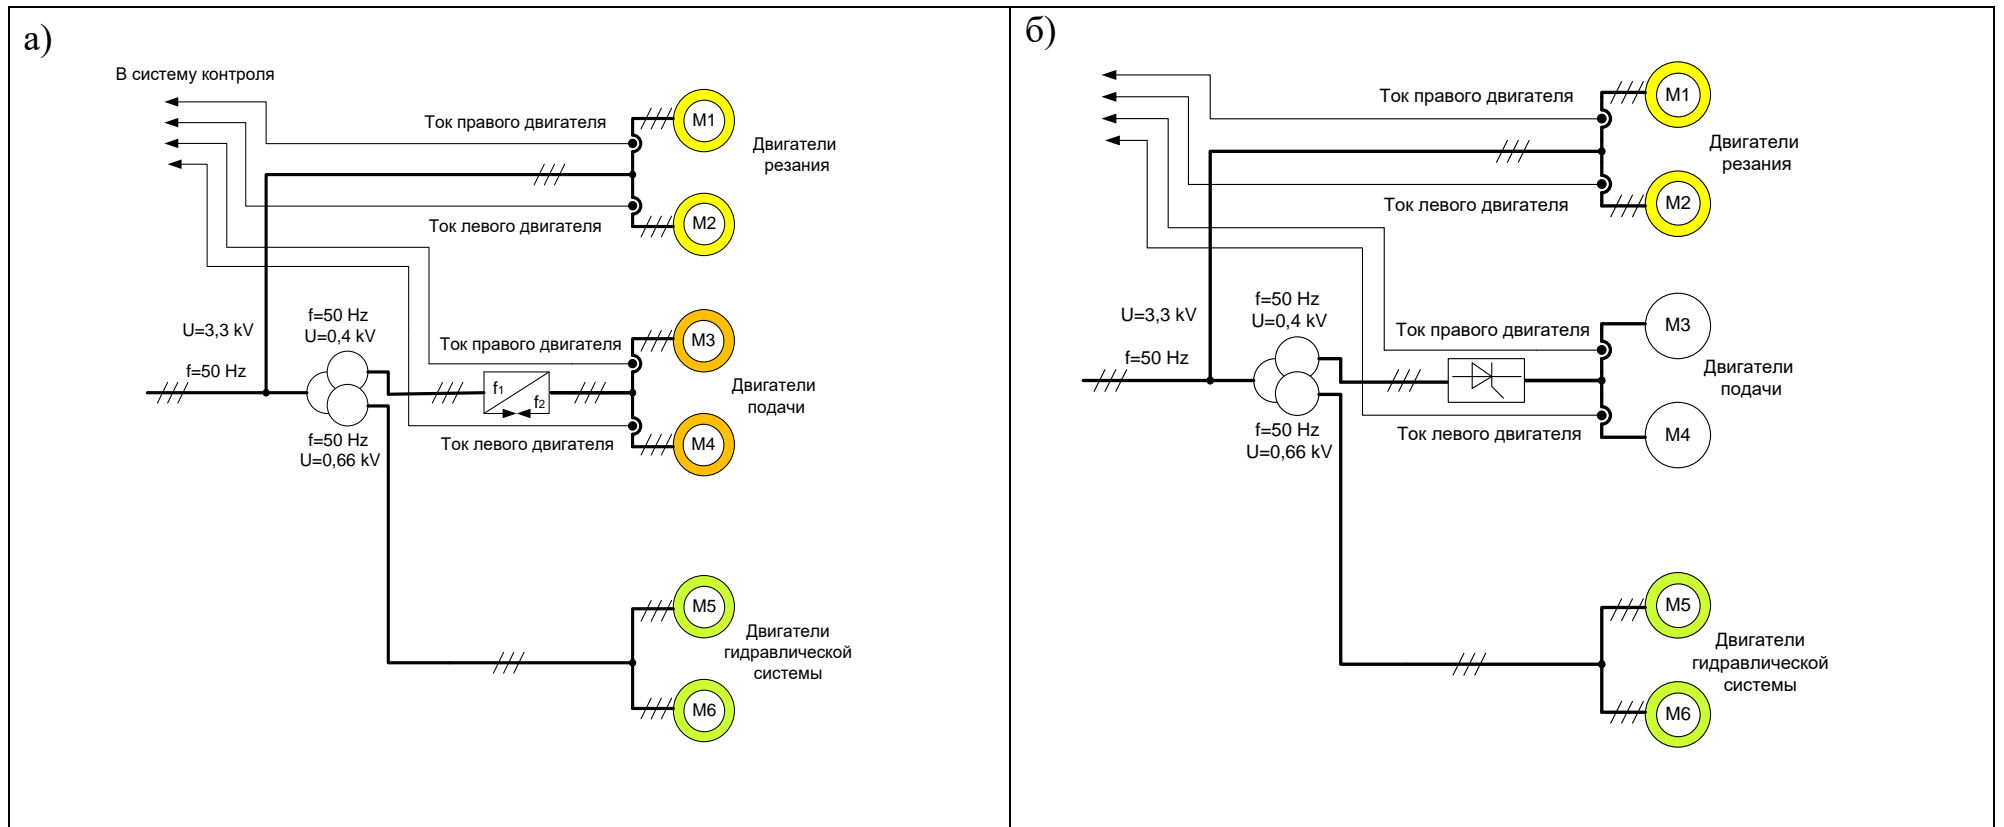 а)
В систему контроля
Ток правого двигателя
M1
Двигатели
резания
Ток левого двигателя
M2
U=3,3 kV
f=50 Hz
f=50 Hz
U=0,4 kV
Ток правого двигателя
M3
f1
f2
Двигатели
подачи
f=50 Hz
U=0,66 kV
Ток левого двигателя
M4
M5
Двигатели
гидравлической
системы
M6
б)
Ток правого двигателя
M1
Двигатели
резания
Ток левого двигателя
M2
U=3,3 kV
f=50 Hz
f=50 Hz
U=0,4 kV
Ток правого двигателя
M3
Двигатели
подачи
f=50 Hz
U=0,66 kV
Ток левого двигателя
M4
M5
Двигатели
гидравлической
системы
M6